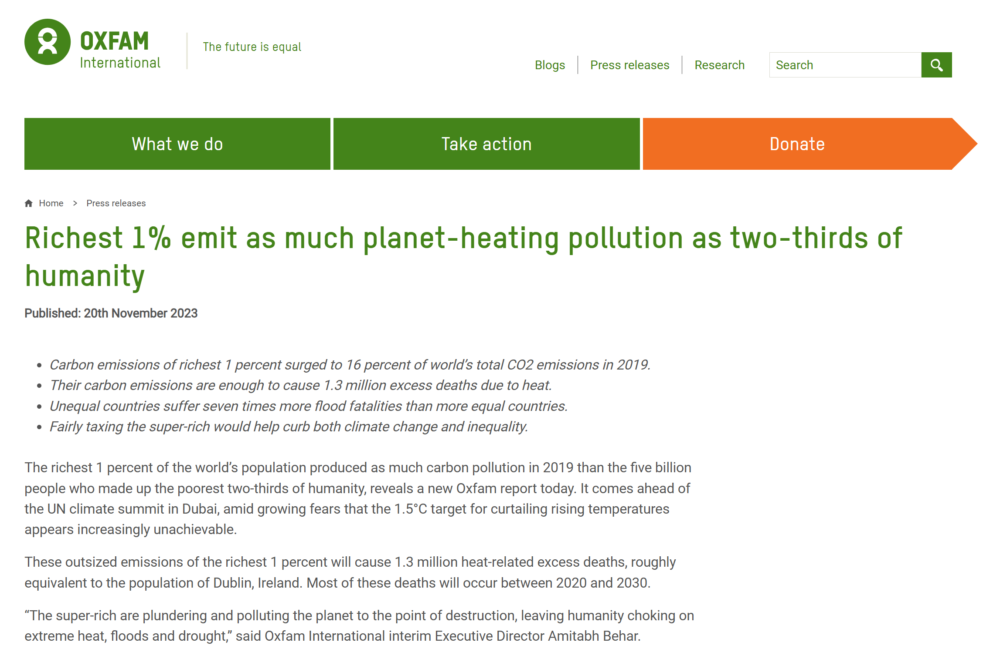 OXFAM
International
The future is equal
Blogs
Press releases
Research
Search
What we do
Take action
Donate
Home > Press releases
Richest 1% emit as much planet-heating pollution as two-thirds of
humanity
Published: 20th November 2023
• Carbon emissions of richest 1 percent surged to 16 percent of world’s total CO2 emissions in 2019.
• Their carbon emissions are enough to cause 1.3 million excess deaths due to heat.
• Unequal countries suffer seven times more flood fatalities than more equal countries.
• Fairly taxing the super-rich would help curb both climate change and inequality.
The richest 1 percent of the world’s population produced as much carbon pollution in 2019 than the five billion
people who made up the poorest two-thirds of humanity, reveals a new Oxfam report today. It comes ahead of
the UN climate summit in Dubai, amid growing fears that the 1.5°C target for curtailing rising temperatures
appears increasingly unachievable.
These outsized emissions of the richest 1 percent will cause 1.3 million heat-related excess deaths, roughly
equivalent to the population of Dublin, Ireland. Most of these deaths will occur between 2020 and 2030.
“The super-rich are plundering and polluting the planet to the point of destruction, leaving humanity choking on
extreme heat, floods and drought,” said Oxfam International interim Executive Director Amitabh Behar.